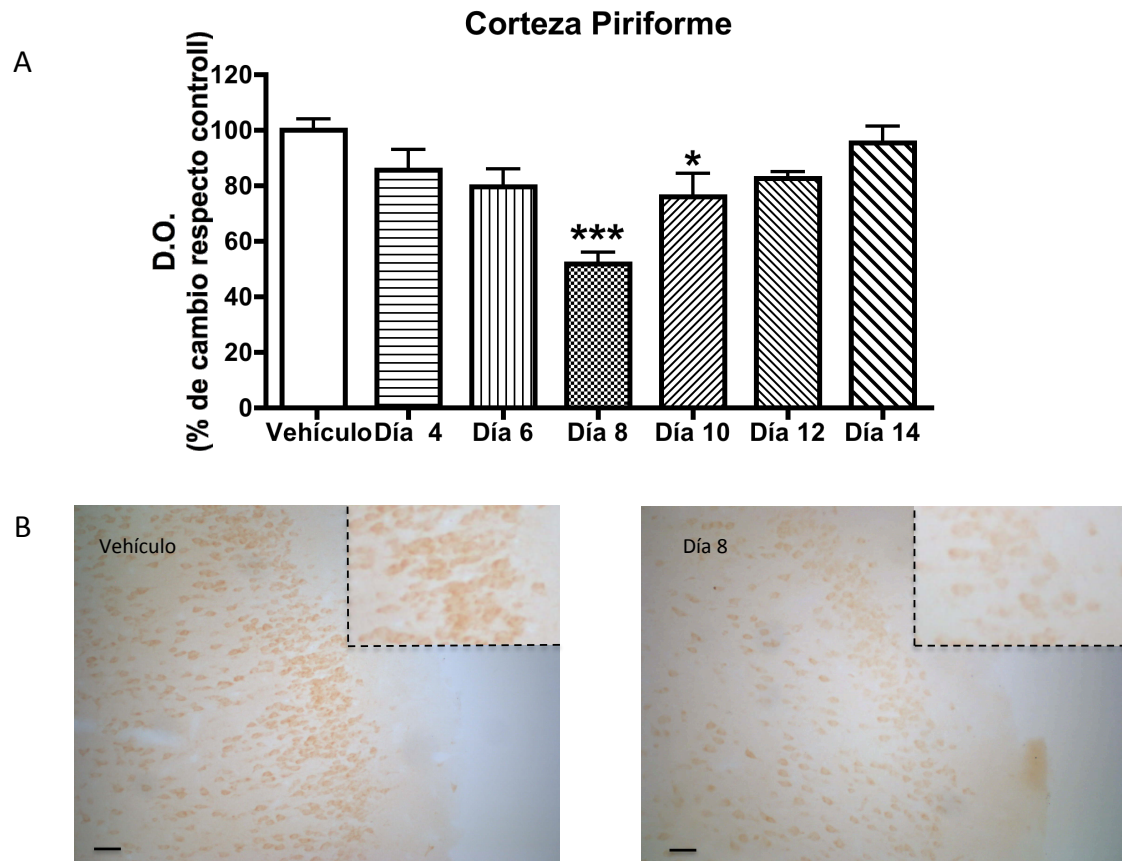 Corteza Piriforme
A
D.O.
(% de cambio respecto controll)
120
100
80
60
40
20
0
*
***
Vehículo Día 4 Día 6 Día 8 Día 10 Día 12 Día 14
B
Vehículo
Día 8